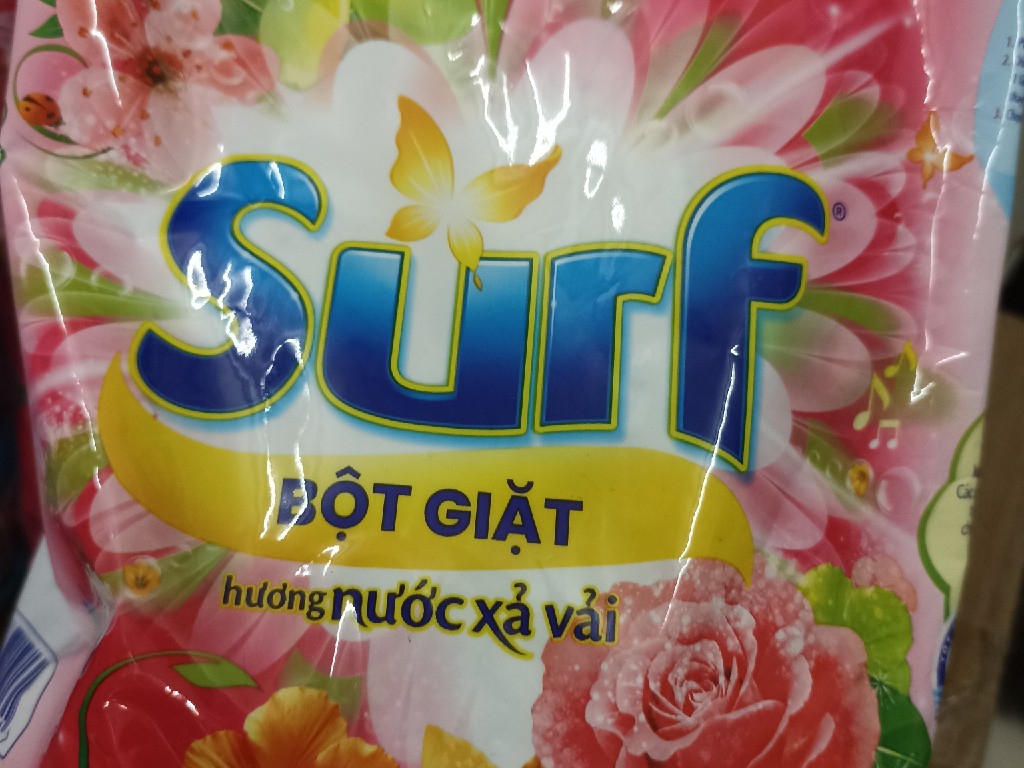 Surf®
BỘT GIẶT
hương nước xả vải